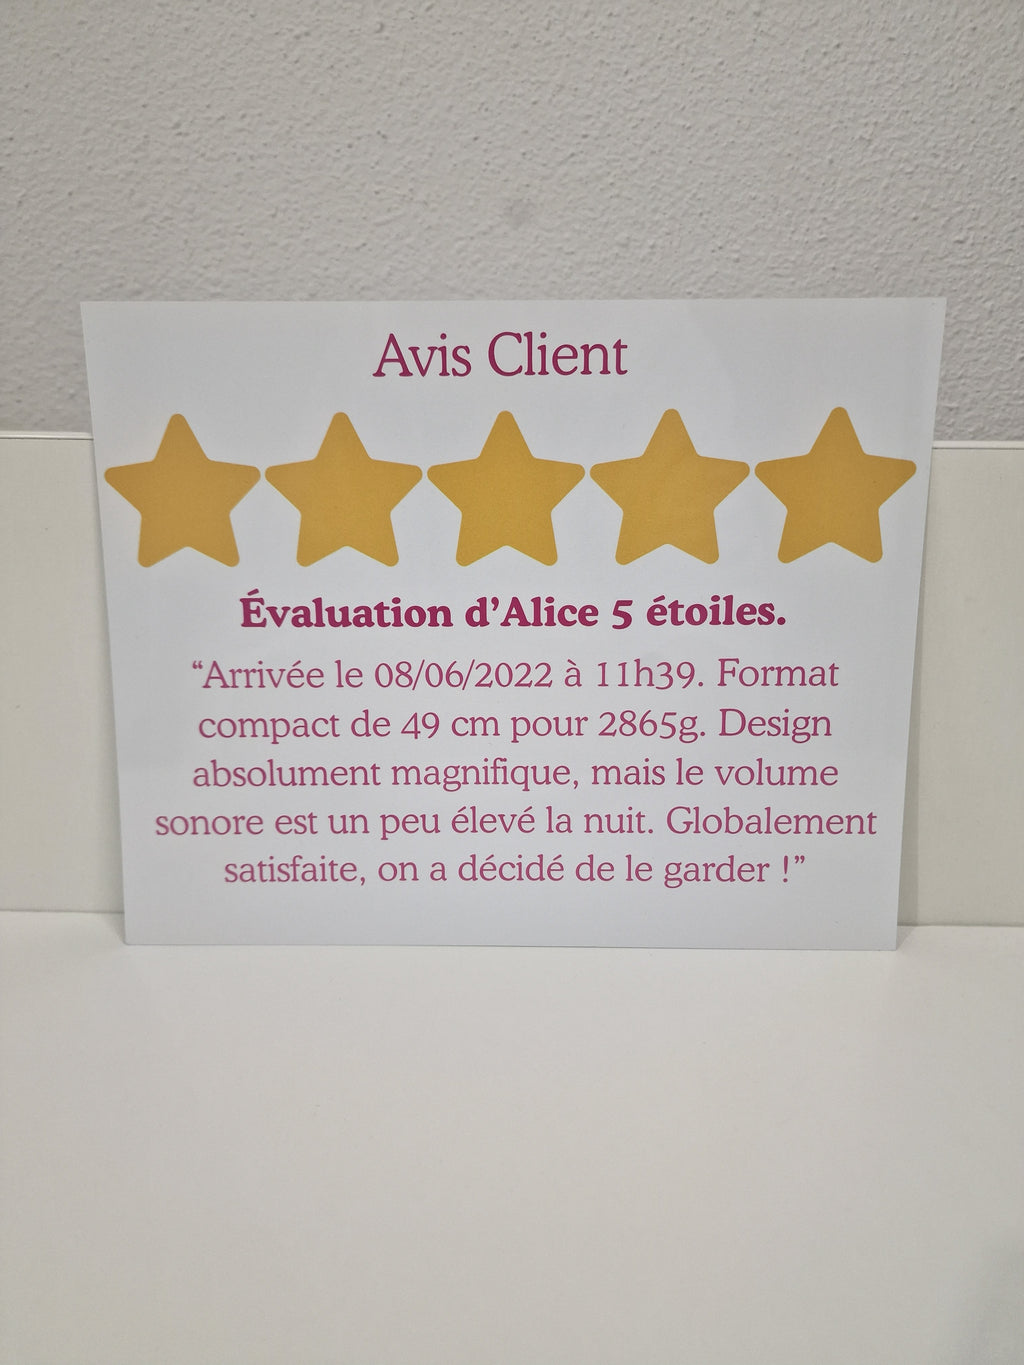 Avis Client
Évaluation d’Alice 5 étoiles.
“Arrivée le 08/06/2022 à 11h39. Format
compact de 49 cm pour 2865g. Design
absolument magnifique, mais le volume
sonore est un peu élevé la nuit. Globalement
satisfaite, on a décidé de le garder !”